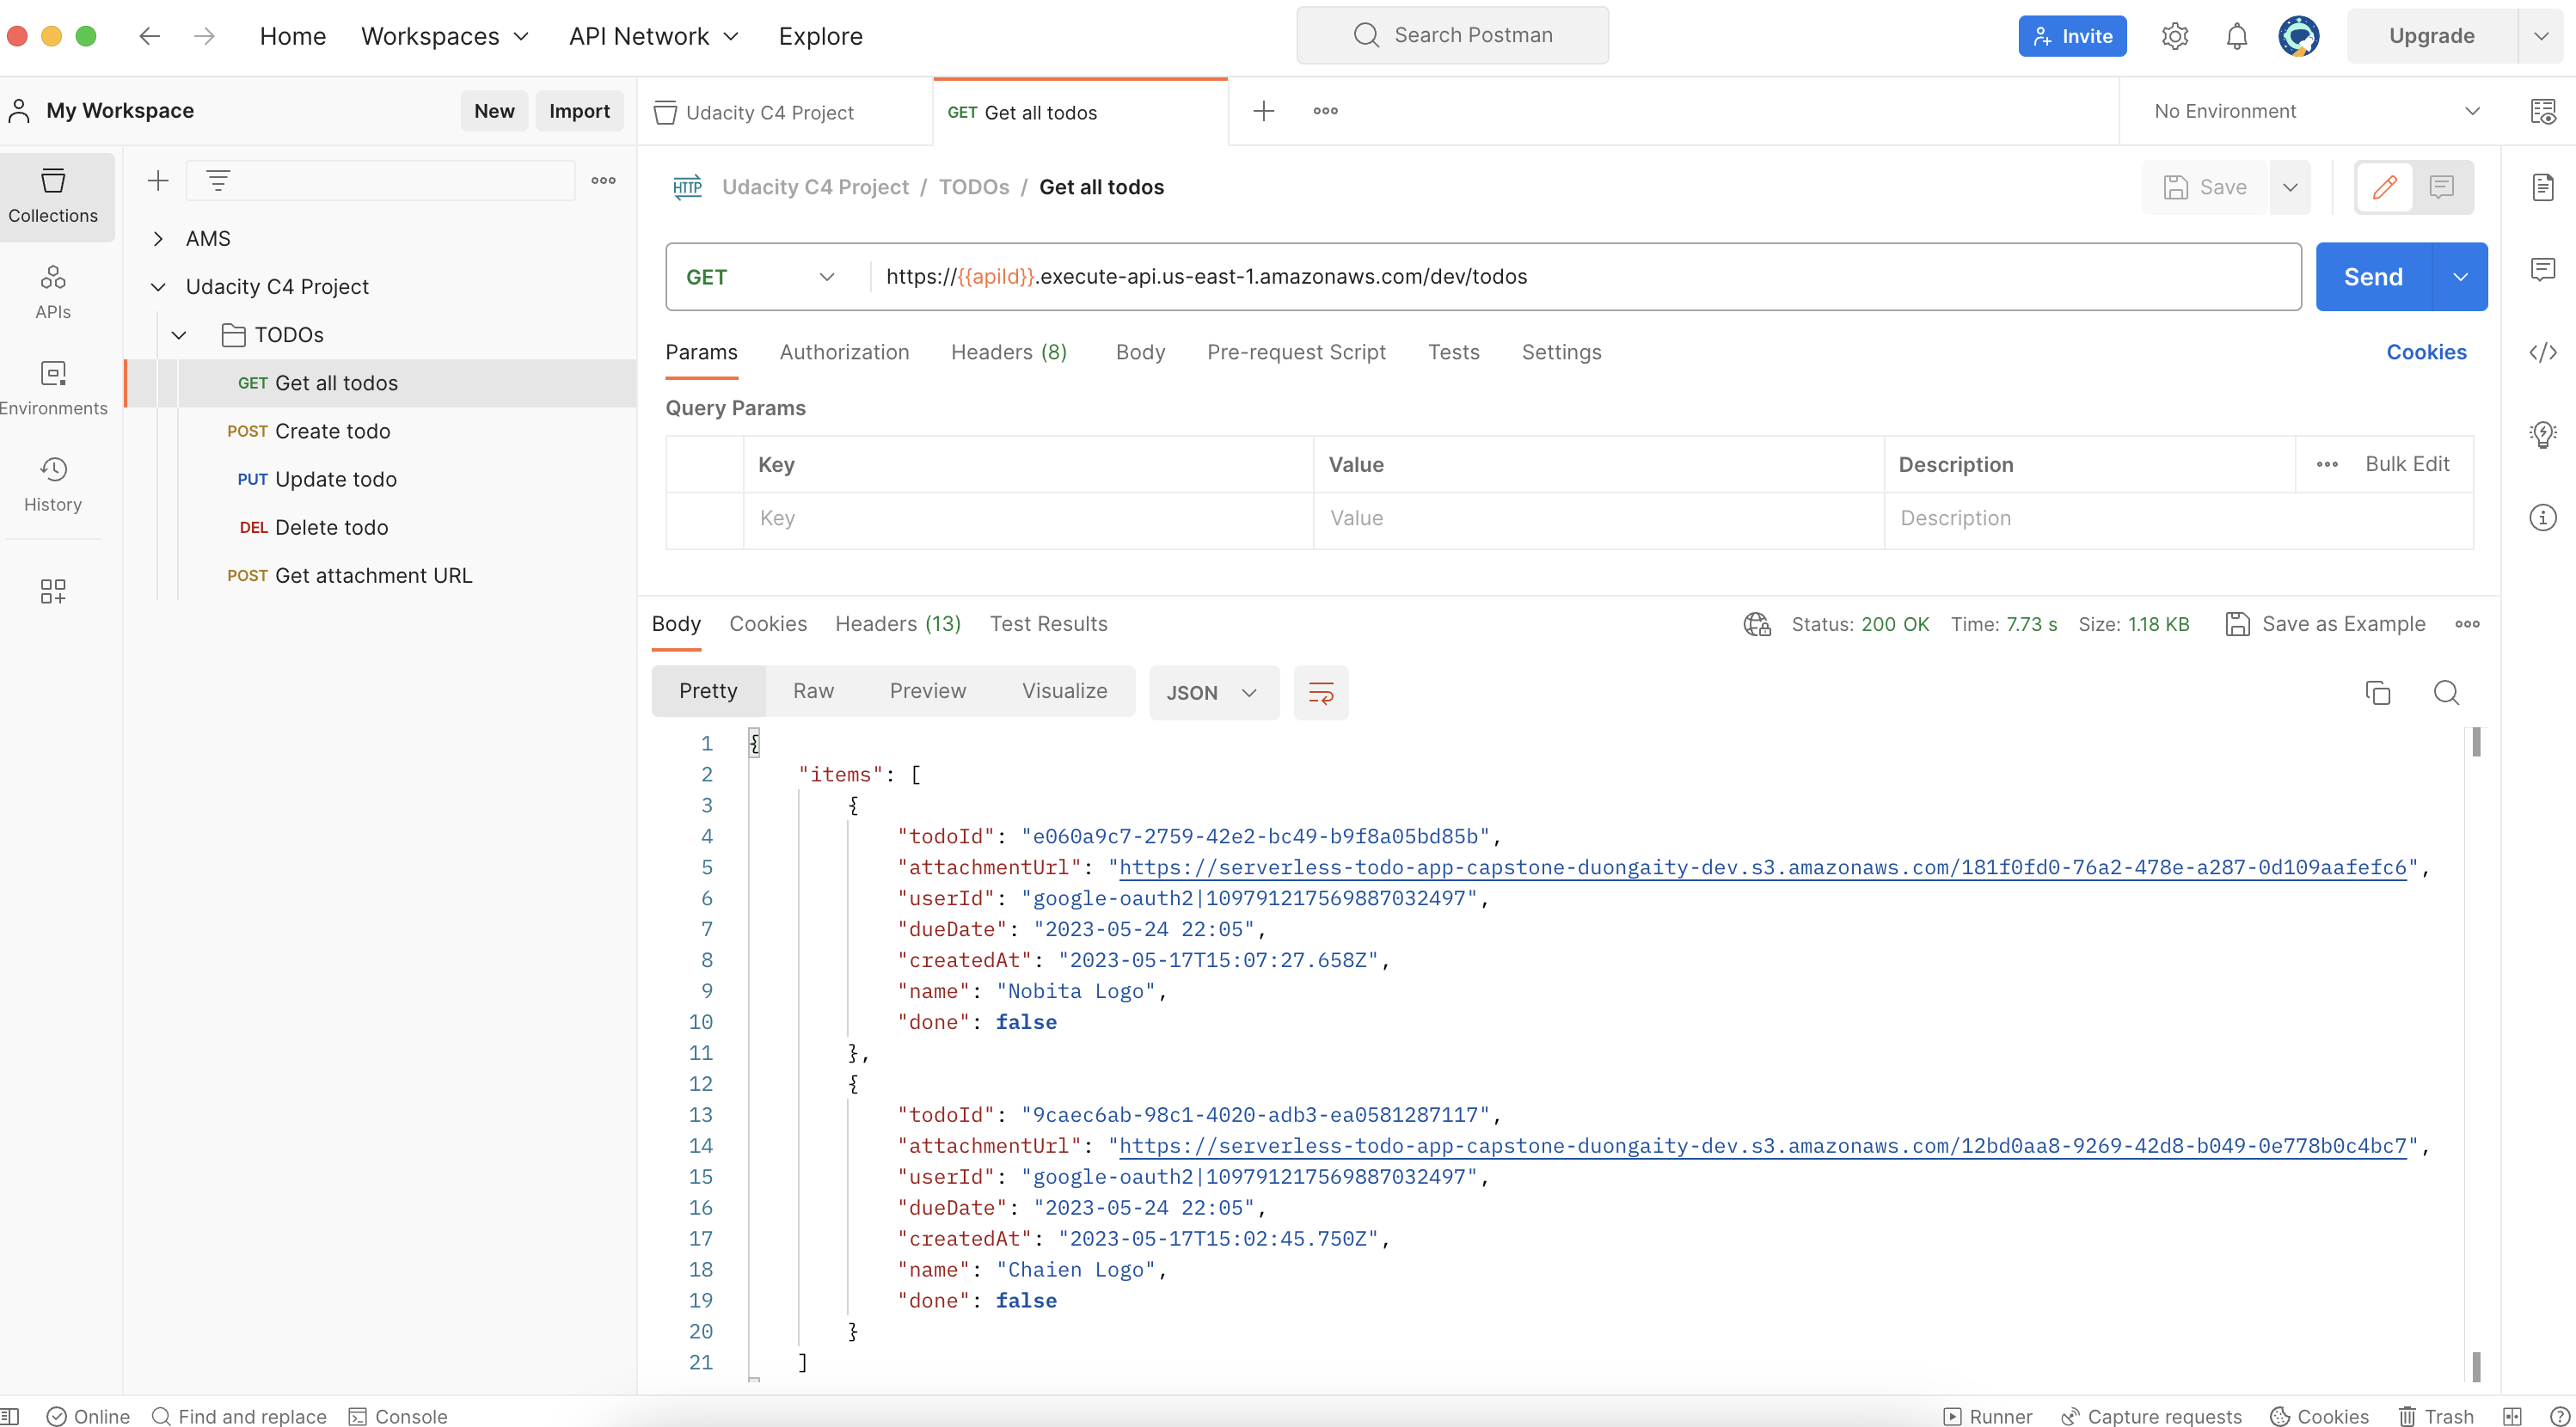 Home Workspaces API Network Explore Search Postman Invite Upgrade
My Workspace New Import Udacity C4 Project GET Get all todos No Environment
Collections
APIs
Environments
History
AMS
Udacity C4 Project
TODOs
GET Get all todos
POST Create todo
PUT Update todo
DEL Delete todo
POST Get attachment URL
HTTP Udacity C4 Project / TODOs / Get all todos Save
GET https://{{apiId}}.execute-api.us-east-1.amazonaws.com/dev/todos Send
Params Authorization Headers (8) Body Pre-request Script Tests Settings Cookies
Query Params
Key Value Description Bulk Edit
Key Value Description
Body Cookies Headers (13) Test Results Status: 200 OK Time: 7.73 s Size: 1.18 KB Save as Example
Pretty Raw Preview Visualize JSON
1 {
2 "items": [
3 {
4 "todoId": "e060a9c7-2759-42e2-bc49-b9f8a05bd85b",
5 "attachmentUrl": "https://serverless-todo-app-capstone-duongaity-dev.s3.amazonaws.com/181f0fd0-76a2-478e-a287-0d109aafefc6",
6 "userId": "google-oauth2|109791217569887032497",
7 "dueDate": "2023-05-24 22:05",
8 "createdAt": "2023-05-17T15:07:27.658Z",
9 "name": "Nobita Logo",
10 "done": false
11 },
12 {
13 "todoId": "9caec6ab-98c1-4020-adb3-ea0581287117",
14 "attachmentUrl": "https://serverless-todo-app-capstone-duongaity-dev.s3.amazonaws.com/12bd0aa8-9269-42d8-b049-0e778b0c4bc7",
15 "userId": "google-oauth2|109791217569887032497",
16 "dueDate": "2023-05-24 22:05",
17 "createdAt": "2023-05-17T15:02:45.750Z",
18 "name": "Chaien Logo",
19 "done": false
20 }
21 ]
Online Find and replace Console Runner Capture requests Cookies Trash